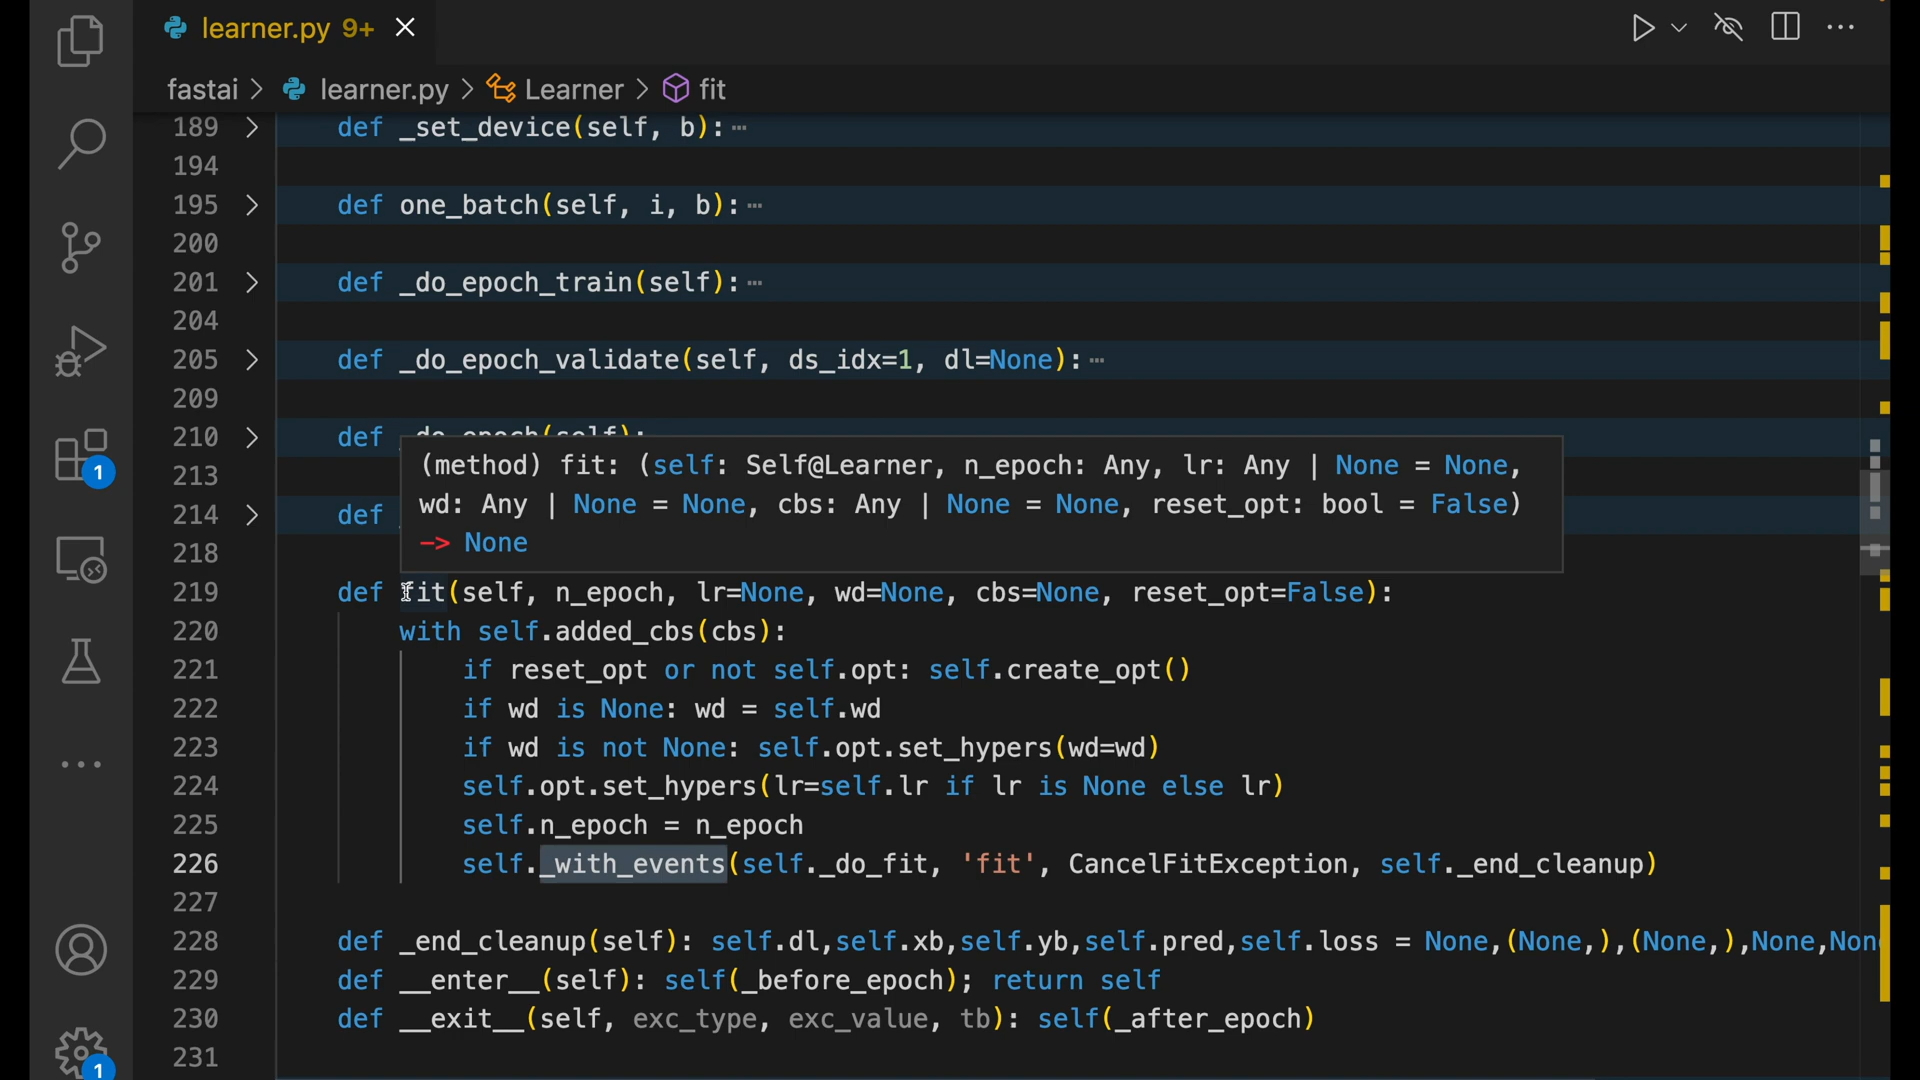 learner.py 9+
fastai > learner.py > Learner > fit
189 def _set_device(self, b):⋯
194
195 def one_batch(self, i, b):⋯
200
201 def _do_epoch_train(self):⋯
204
205 def _do_epoch_validate(self, ds_idx=1, dl=None):⋯
209
210 def _do_epoch(self):
(method) fit: (self: Self@Learner, n_epoch: Any, lr: Any | None = None,
213
wd: Any | None = None, cbs: Any | None = None, reset_opt: bool = False)
214 def
-> None
218
219 def fit(self, n_epoch, lr=None, wd=None, cbs=None, reset_opt=False):
220 with self.added_cbs(cbs):
221 if reset_opt or not self.opt: self.create_opt()
222 if wd is None: wd = self.wd
223 if wd is not None: self.opt.set_hypers(wd=wd)
224 self.opt.set_hypers(lr=self.lr if lr is None else lr)
225 self.n_epoch = n_epoch
226 self._with_events(self._do_fit, 'fit', CancelFitException, self._end_cleanup)
227
228 def _end_cleanup(self): self.dl,self.xb,self.yb,self.pred,self.loss = None,(None,),(None,),None,Non
229 def __enter__(self): self(_before_epoch); return self
230 def __exit__(self, exc_type, exc_value, tb): self(_after_epoch)
231
1
1